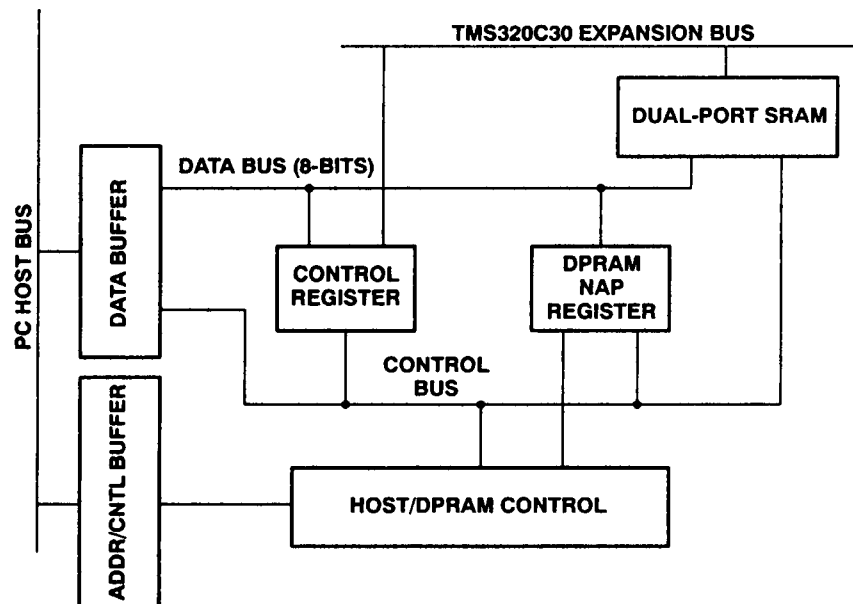 TMS320C30 EXPANSION BUS
DUAL-PORT SRAM
DATA BUS (8-BITS)
PC HOST BUS
DATA BUFFER
CONTROL
REGISTER
DPRAM
NAP
REGISTER
CONTROL
BUS
ADDR/CNTL BUFFER
HOST/DPRAM CONTROL